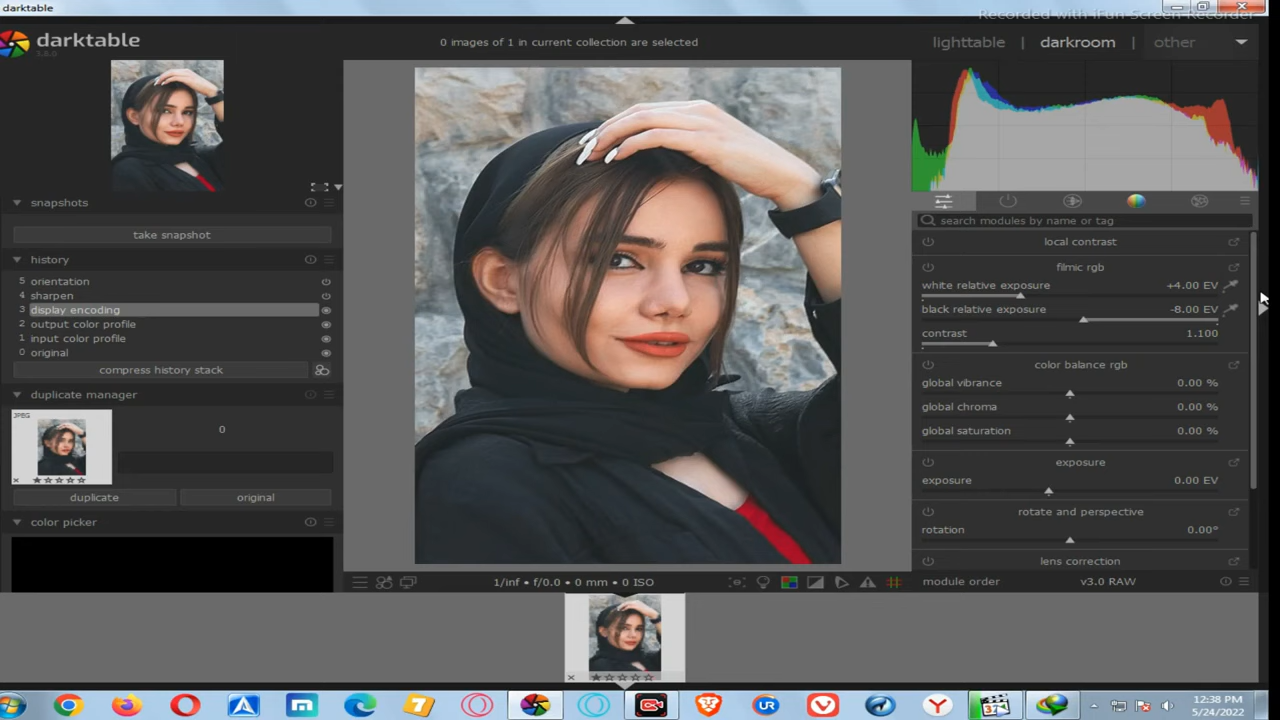 darktable
Recorded with iFun Screen Recorder
darktable
3.8.0
0 images of 1 in current collection are selected
lighttable | darkroom | other
snapshots
take snapshot
history
5 orientation
4 sharpen
3 display encoding
2 output color profile
1 input color profile
0 original
compress history stack
duplicate manager
JPEG
0
duplicate
original
color picker
1/inf • f/0.0 • 0 mm • 0 ISO
search modules by name or tag
local contrast
filmic rgb
white relative exposure +4.00 EV
black relative exposure -8.00 EV
contrast 1.100
color balance rgb
global vibrance 0.00 %
global chroma 0.00 %
global saturation 0.00 %
exposure
exposure 0.00 EV
rotate and perspective
rotation 0.00°
lens correction
module order v3.0 RAW
12:38 PM
5/24/2022